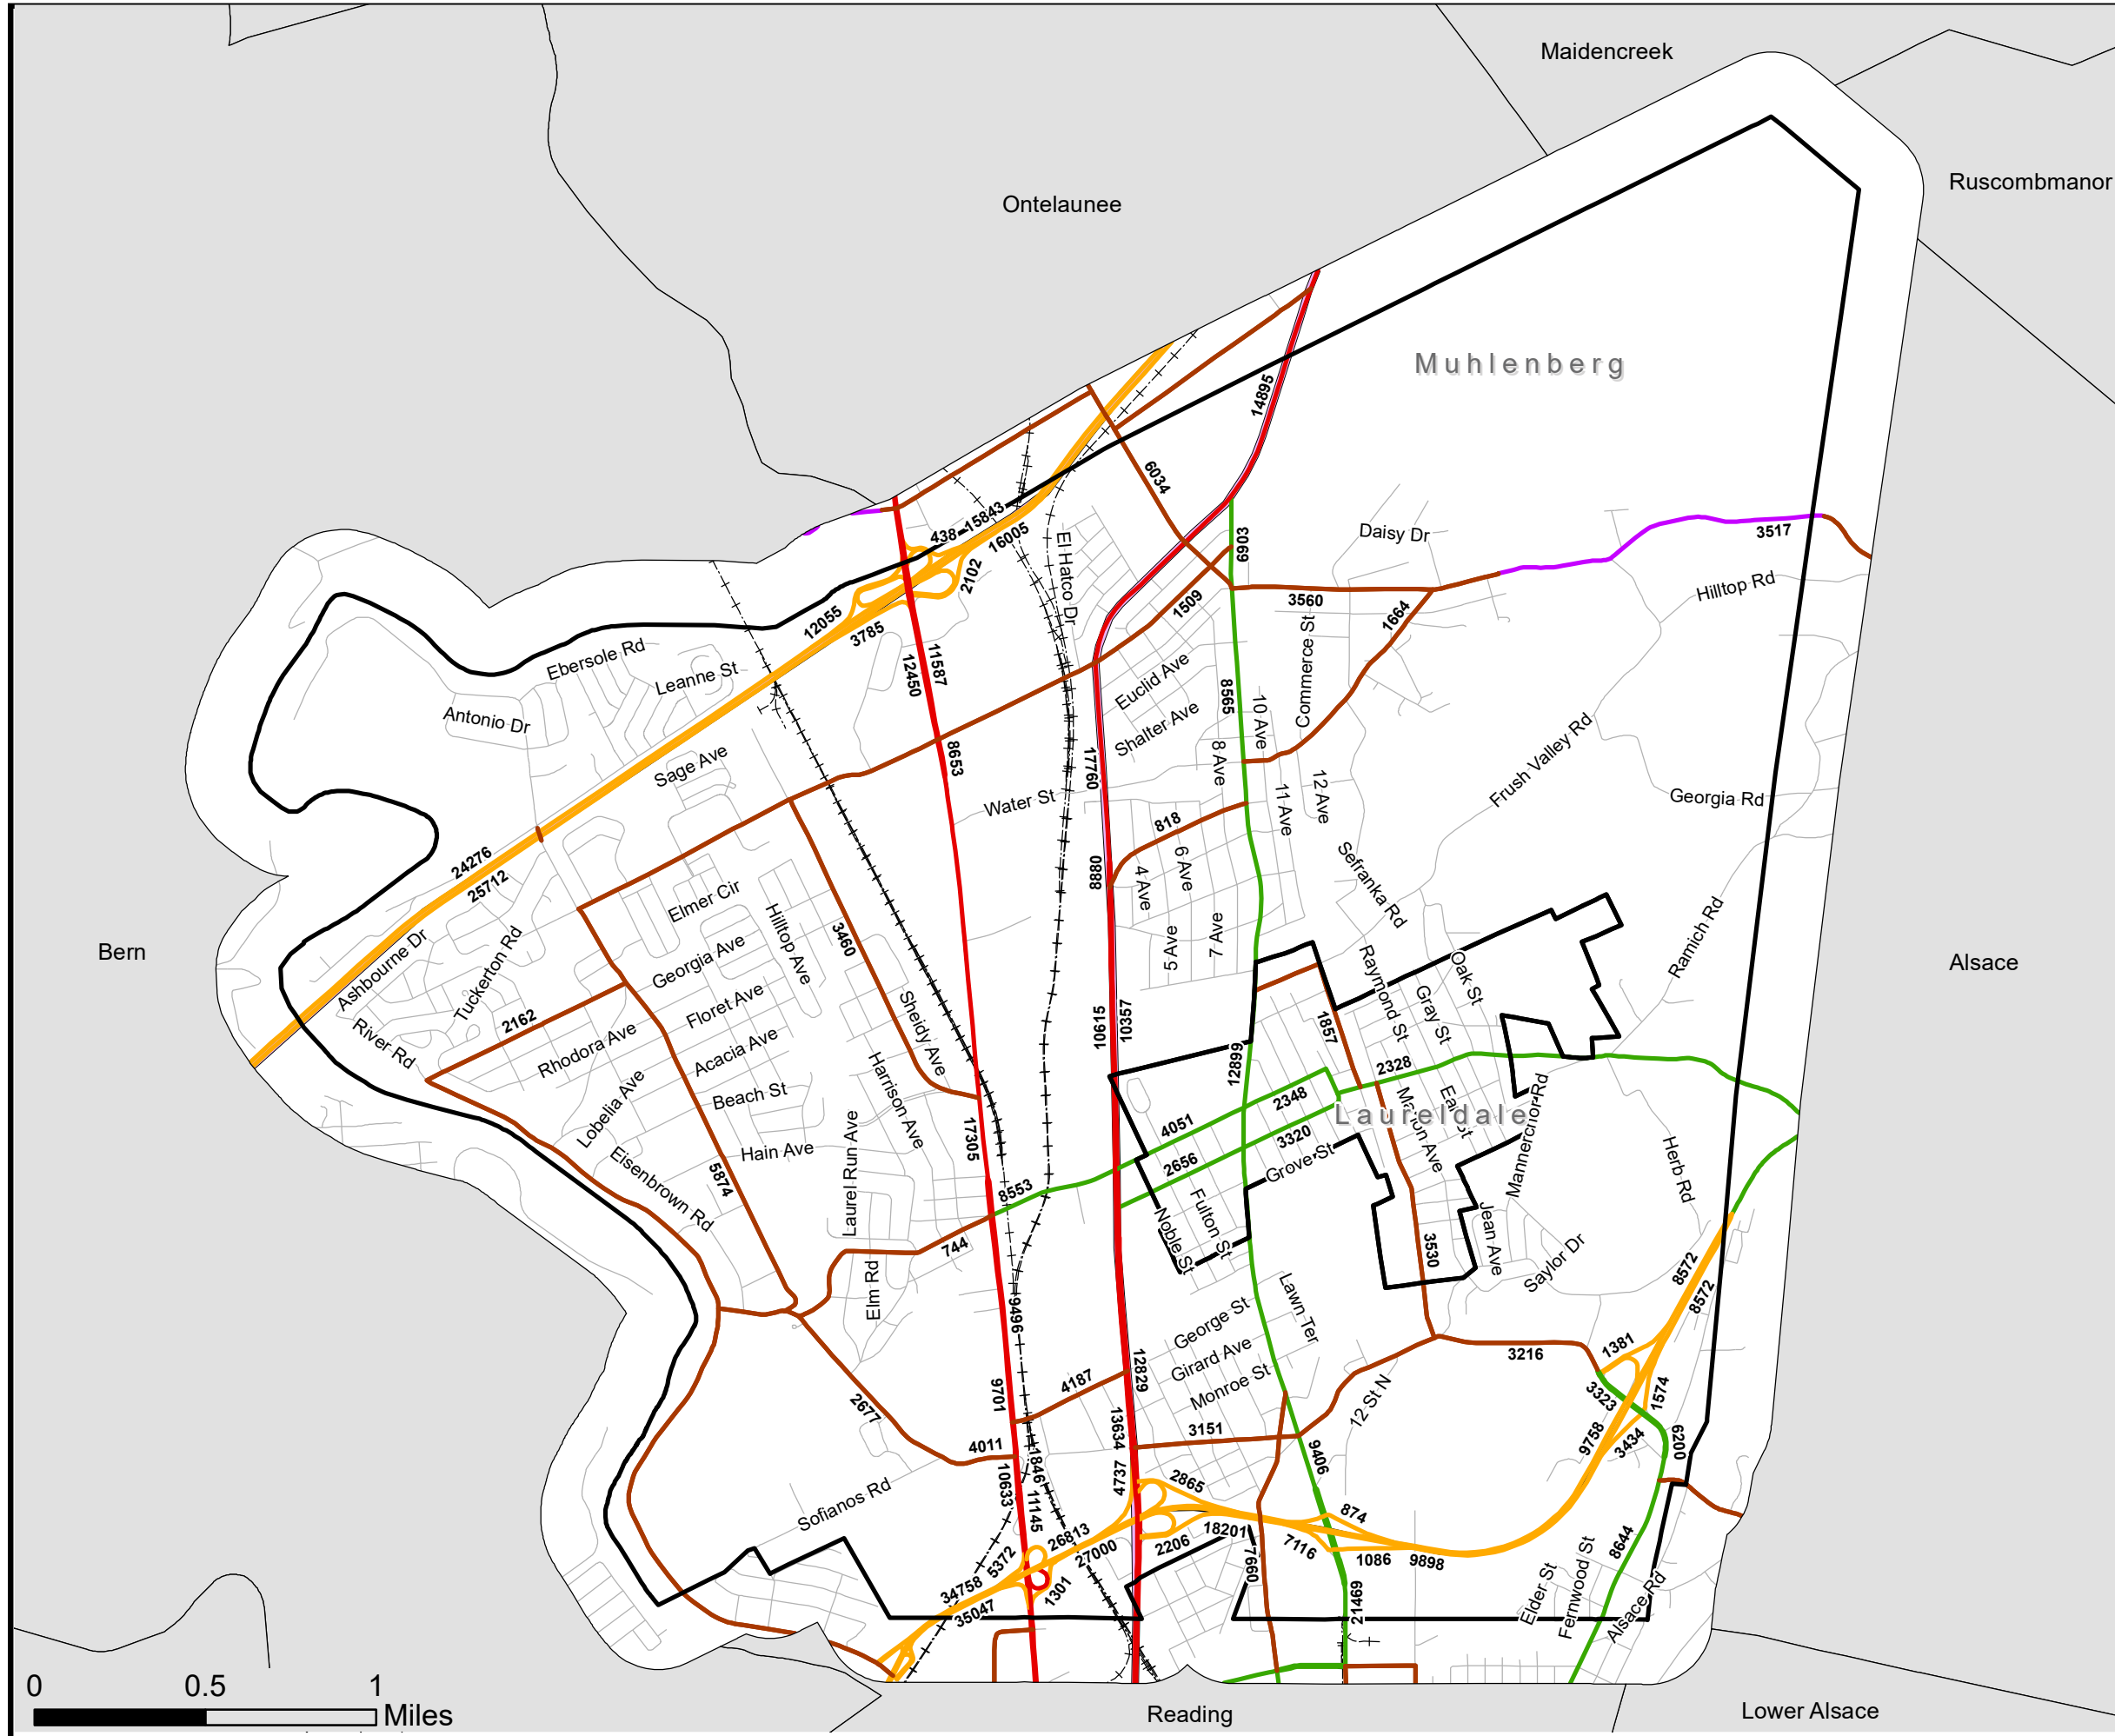 Maidencreek
Ruscombmanor
Ontelaunee
Muhlenberg
14895
6034
438
15843
16005
2102
12055
3785
El Hatco Dr
6903
Daisy Dr
3517
Hilltop Rd
3560
1664
1509
Commerce St
Ebersole Rd
Leanne St
Antonio Dr
11587
12450
Euclid Ave
Shalter Ave
8565
10 Ave
8 Ave
Sage Ave
8653
17760
Water St
11 Ave
12 Ave
Frush Valley Rd
Georgia Rd
818
24276
25712
8880
4 Ave
6 Ave
5 Ave
7 Ave
Sefranka Rd
Elmer Cir
Hilltop Ave
3460
Georgia Ave
Floret Ave
Acacia Ave
Beach St
Hain Ave
Bern
Ashbourne Dr
Tuckerton Rd
River Rd
2162
Rhodora Ave
Lobelia Ave
Eisenbrown Rd
5874
Sheidy Ave
Harrison Ave
Laurel Run Ave
10615
10357
Raymond St
Oak St
Gray St
Ramich Rd
Alsace
1857
12899
2328
2348
4051
3320
2656
Laureldale
Grove St
Mannercrior Rd
Herb Rd
17305
8553
744
Elm Rd
Noble St
Fulton St
3530
Jean Ave
Saylor Dr
8572
8572
9496
George St
Girard Ave
Monroe St
Lawn Ter
12829
4187
9701
2677
4011
13634
3151
12 St N
3216
1381
3323
1574
9758
3434
6200
9406
4737
2865
1846
10633
11145
Sofianos Rd
26813
27000
5372
34758
35047
1301
2206
18201
7660
7116
874
1086
9898
21469
8644
Elder St
Fernwood St
Alsace Rd
0 0.5 1
Miles
Reading
Lower Alsace